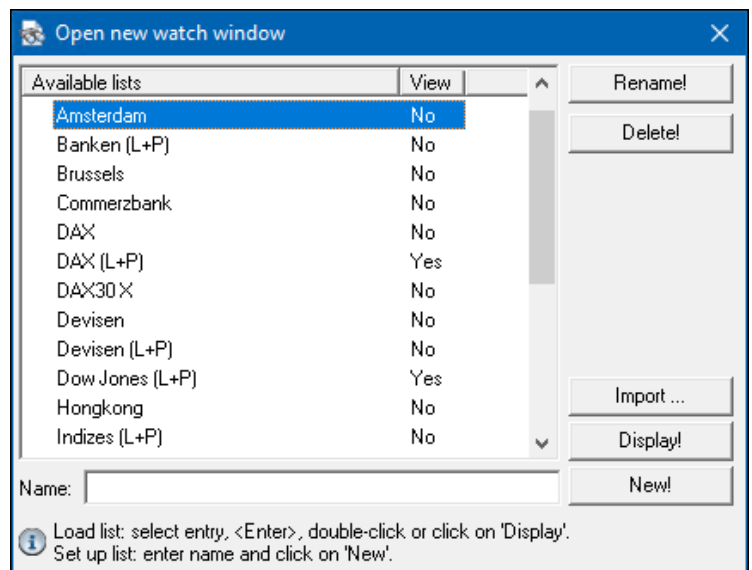 Open new watch window
Available lists View
Rename!
Amsterdam No
Delete!
Banken (L+P) No
Brussels No
Commerzbank No
DAX No
DAX (L+P) Yes
DAX30 X No
Devisen No
Devisen (L+P) No
Dow Jones (L+P) Yes
Import ...
Hongkong No
Indizes (L+P) No
Display!
Name:
New!
Load list: select entry, <Enter>, double-click or click on 'Display'.
Set up list: enter name and click on 'New'.